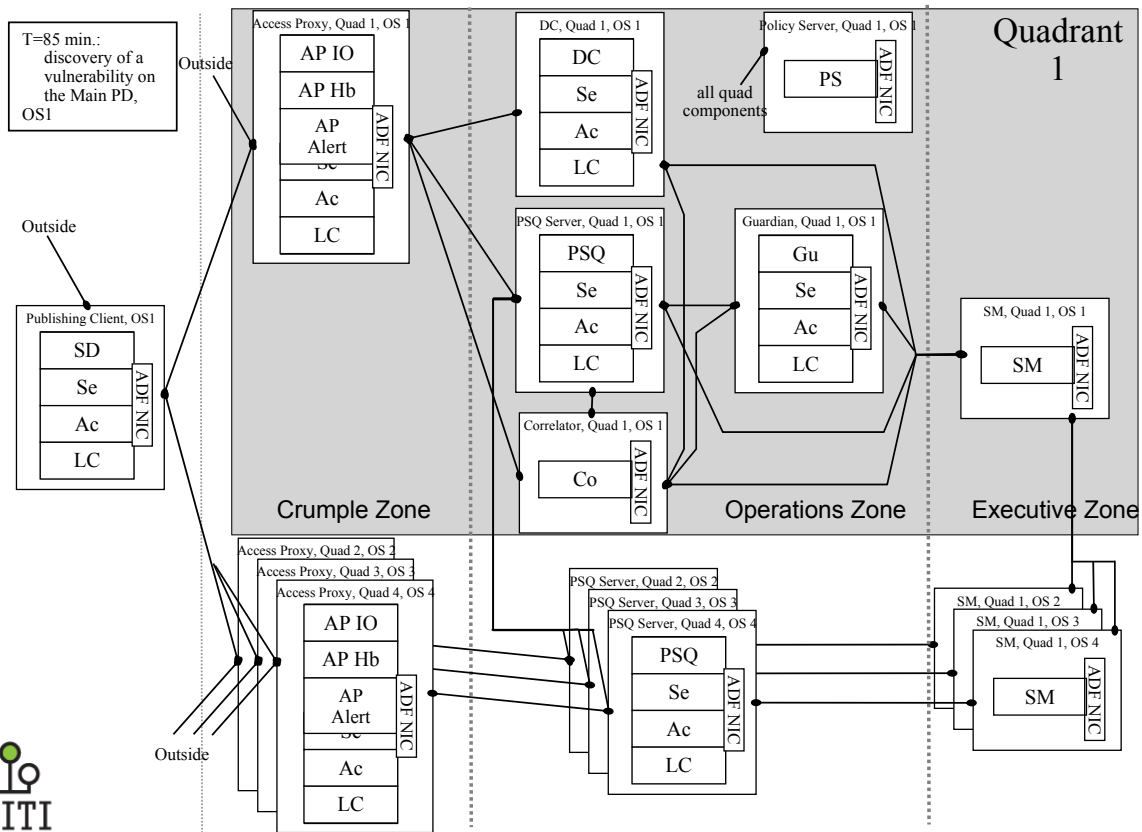 T=85 min.:
discovery of a
vulnerability on
the Main PD,
OS1
Outside
Access Proxy, Quad 1, OS 1
AP IO
AP Hb
AP
Alert
Se
Ac
LC
ADF NIC
DC, Quad 1, OS 1
DC
Se
Ac
LC
ADF NIC
Policy Server, Quad 1, OS 1
PS
ADF NIC
all quad
components
Quadrant
1
Outside
Publishing Client, OS1
SD
Se
Ac
LC
ADF NIC
PSQ Server, Quad 1, OS 1
PSQ
Se
Ac
LC
ADF NIC
Guardian, Quad 1, OS 1
Gu
Se
Ac
LC
ADF NIC
SM, Quad 1, OS 1
SM
ADF NIC
Correlator, Quad 1, OS 1
Co
ADF NIC
Crumple Zone
Operations Zone
Executive Zone
Access Proxy, Quad 2, OS 2
Access Proxy, Quad 3, OS 3
Access Proxy, Quad 4, OS 4
AP IO
AP Hb
AP
Alert
Se
Ac
LC
ADF NIC
PSQ Server, Quad 2, OS 2
PSQ Server, Quad 3, OS 3
PSQ Server, Quad 4, OS 4
PSQ
Se
Ac
LC
ADF NIC
SM, Quad 1, OS 2
SM, Quad 1, OS 3
SM, Quad 1, OS 4
SM
ADF NIC
Outside
ITI